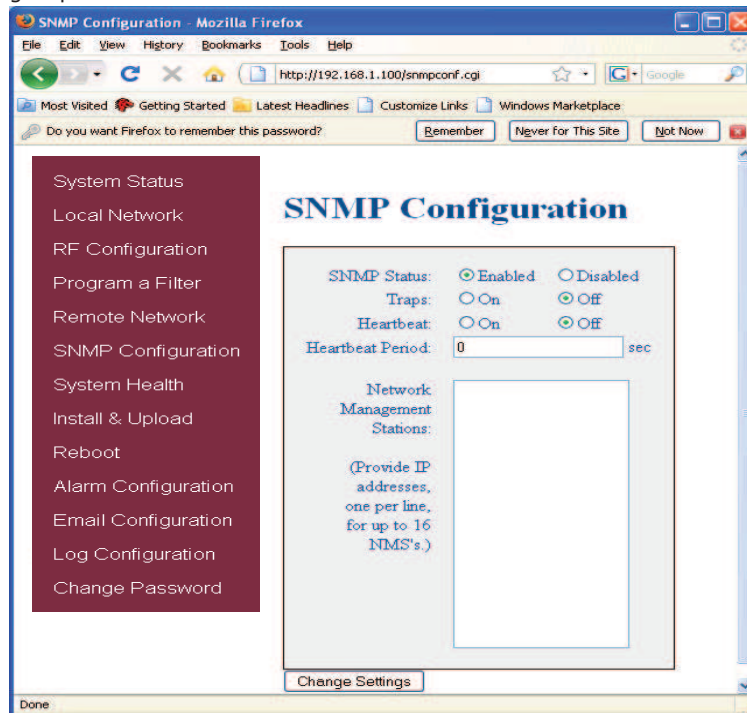 SNMP Configuration - Mozilla Firefox
File Edit View History Bookmarks Tools Help
http://192.168.1.100/snmpconf.cgi
G Google
Most Visited Getting Started Latest Headlines Customize Links Windows Marketplace
Do you want Firefox to remember this password? Remember Never for This Site Not Now
System Status
Local Network
RF Configuration
Program a Filter
Remote Network
SNMP Configuration
System Health
Install & Upload
Reboot
Alarm Configuration
Email Configuration
Log Configuration
Change Password
SNMP Configuration
SNMP Status: Enabled Disabled
Traps: On Off
Heartbeat: On Off
Heartbeat Period: 0 sec
Network
Management
Stations:
(Provide IP
addresses,
one per line,
for up to 16
NMS's.)
Change Settings
Done